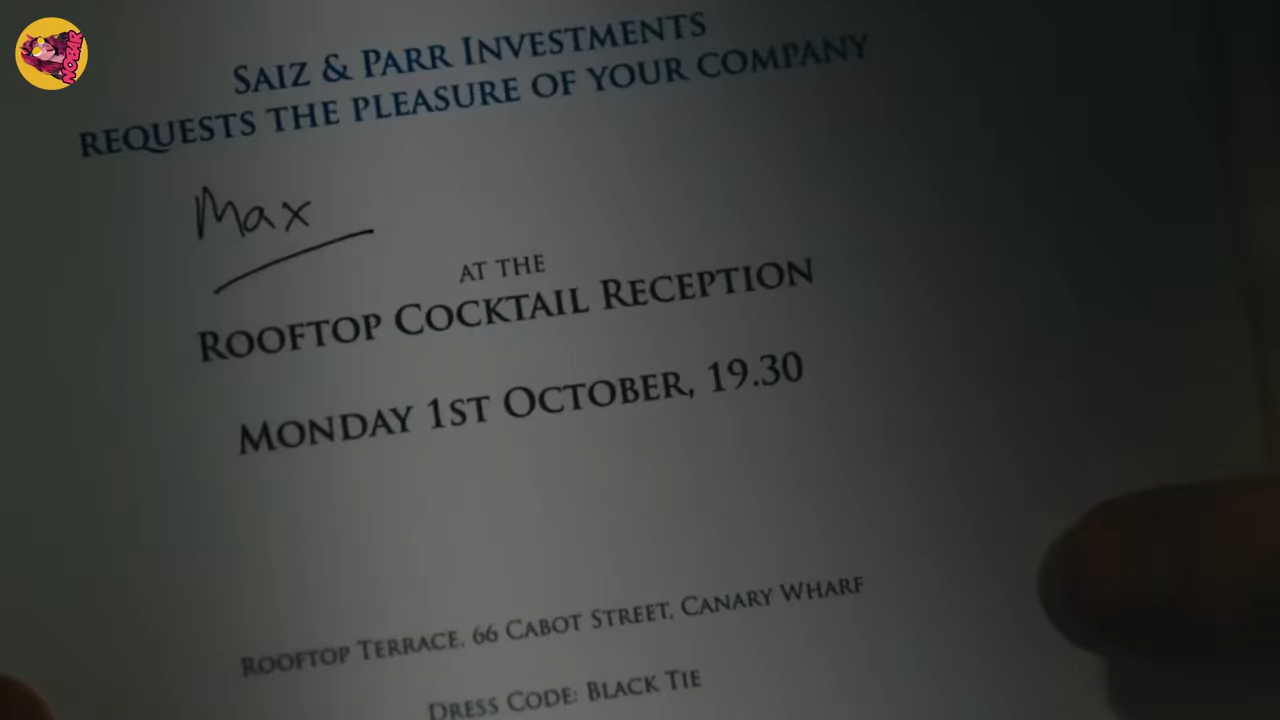 NOBAR
SAIZ & PARR INVESTMENTS
REQUESTS THE PLEASURE OF YOUR COMPANY
Max
AT THE
ROOFTOP COCKTAIL RECEPTION
MONDAY 1ST OCTOBER, 19.30
ROOFTOP TERRACE, 66 CABOT STREET, CANARY WHARF
DRESS CODE: BLACK TIE